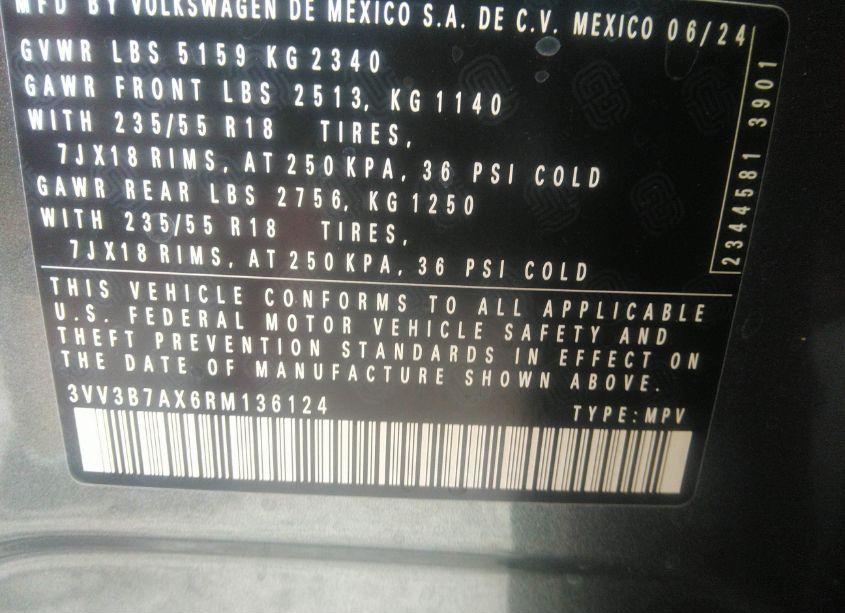 MFD BY VOLKSWAGEN DE MEXICO S.A. DE C.V. MEXICO 06/24
GVWR LBS 5159 KG 2340
GAWR FRONT LBS 2513, KG 1140
WITH 235/55 R18 TIRES,
7JX18 RIMS, AT 250 KPA, 36 PSI COLD
GAWR REAR LBS 2756, KG 1250
WITH 235/55 R18 TIRES,
7JX18 RIMS, AT 250 KPA, 36 PSI COLD
2344581 3901
THIS VEHICLE CONFORMS TO ALL APPLICABLE
U.S. FEDERAL MOTOR VEHICLE SAFETY AND
THEFT PREVENTION STANDARDS IN EFFECT ON
THE DATE OF MANUFACTURE SHOWN ABOVE.
3VV3B7AX6RM136124 TYPE: MPV